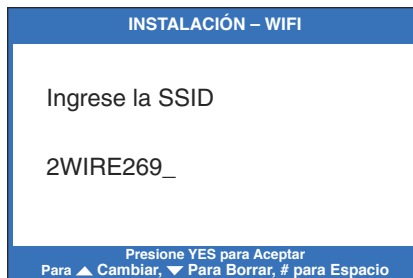 INSTALACIÓN – WIFI
Ingrese la SSID
2WIRE269_
Presione YES para Aceptar
Para ▲ Cambiar, ▼ Para Borrar, # para Espacio